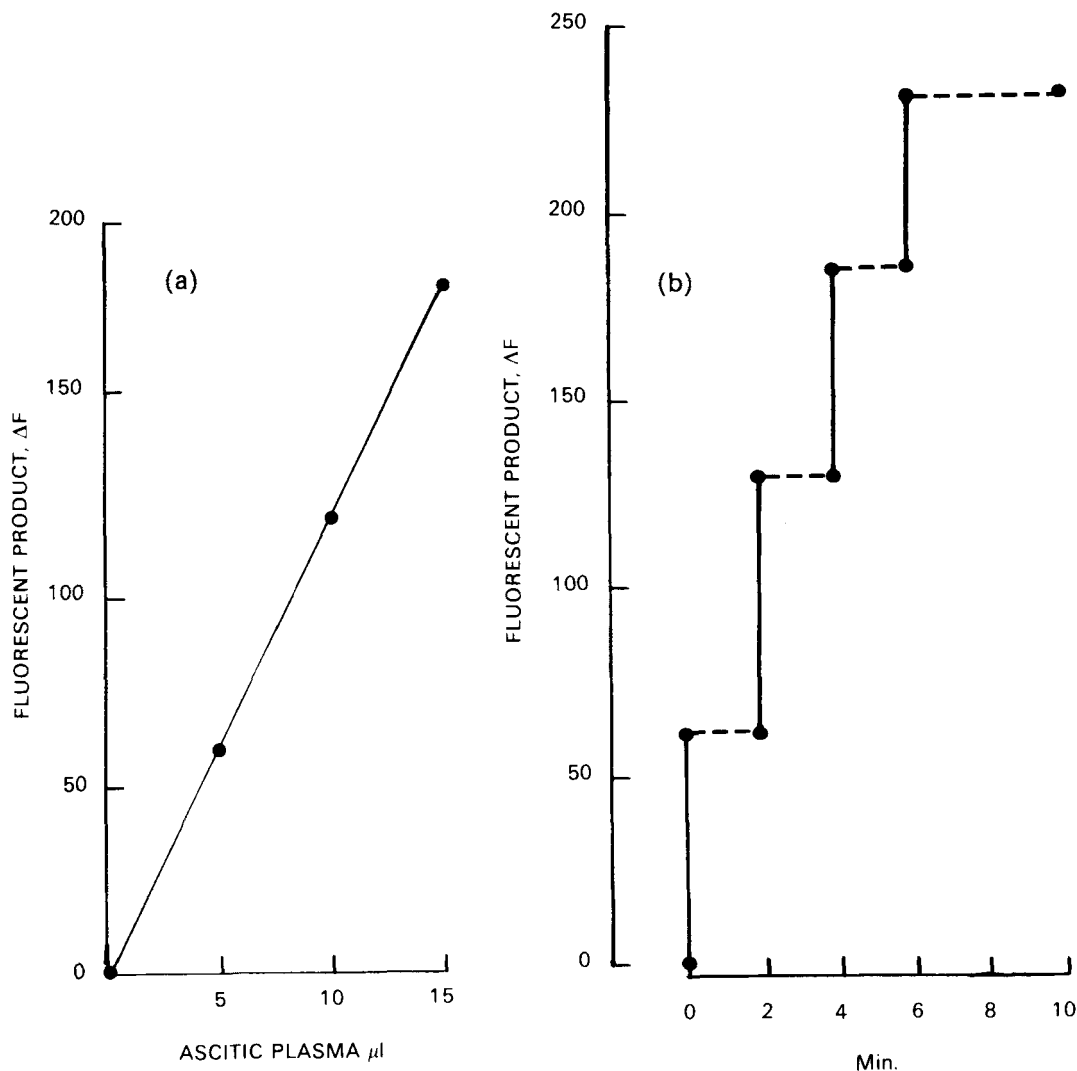 (a)
200
150
100
50
0
5 10 15
FLUORESCENT PRODUCT, ΔF
ASCITIC PLASMA μl
(b)
250
200
150
100
50
0
0 2 4 6 8 10
FLUORESCENT PRODUCT, ΔF
Min.